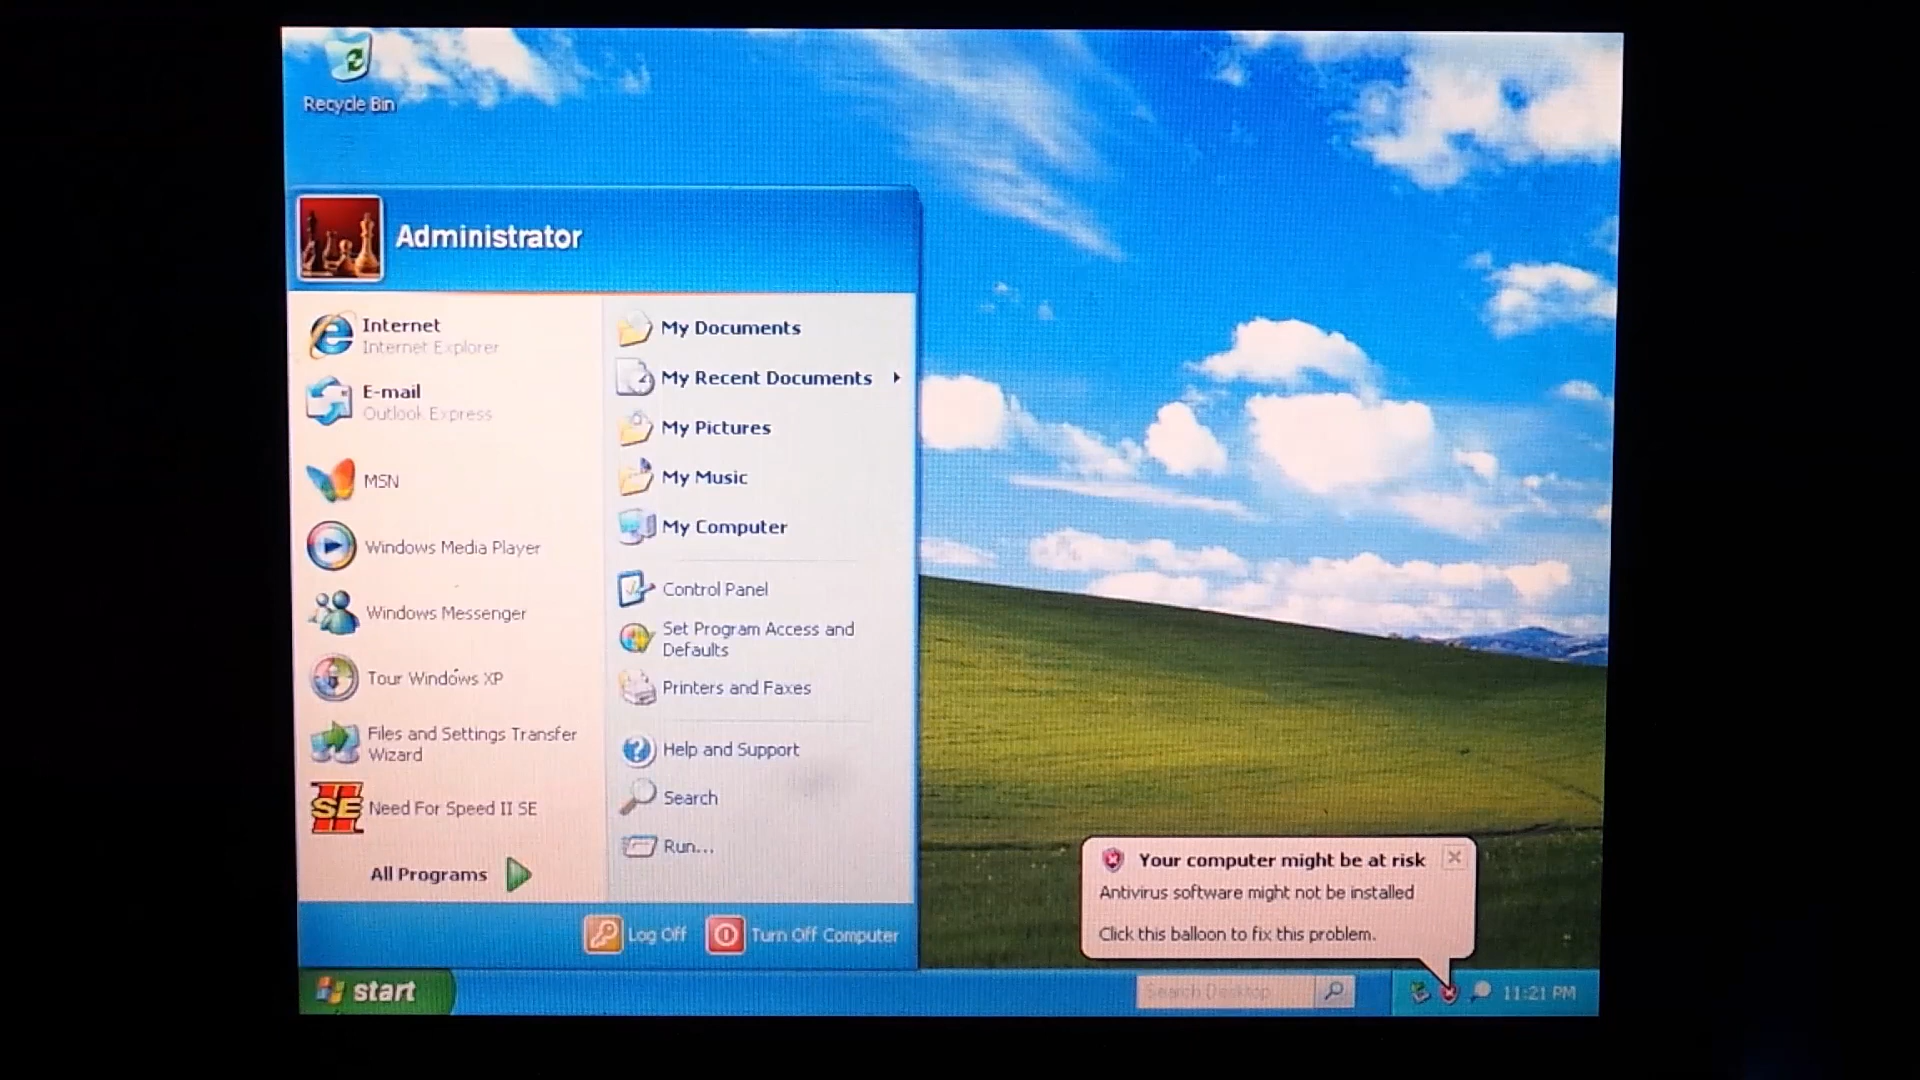 Recycle Bin
Administrator
Internet
Internet Explorer
E-mail
Outlook Express
MSN
Windows Media Player
Windows Messenger
Tour Windows XP
Files and Settings Transfer
Wizard
SE
Need For Speed II SE
All Programs
My Documents
My Recent Documents
My Pictures
My Music
My Computer
Control Panel
Set Program Access and
Defaults
Printers and Faxes
Help and Support
Search
Run...
Log Off
Turn Off Computer
Your computer might be at risk
Antivirus software might not be installed
Click this balloon to fix this problem.
start
Search Desktop
11:21 PM